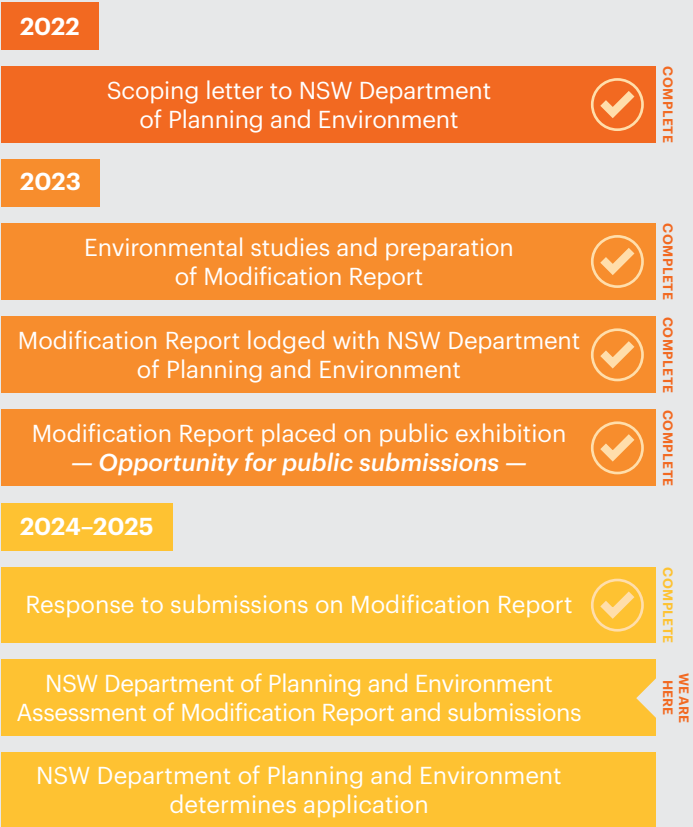 2022
Scoping letter to NSW Department
of Planning and Environment
COMPLETE
2023
Environmental studies and preparation
of Modification Report
COMPLETE
Modification Report lodged with NSW Department
of Planning and Environment
COMPLETE
Modification Report placed on public exhibition
— Opportunity for public submissions —
COMPLETE
2024–2025
Response to submissions on Modification Report
COMPLETE
NSW Department of Planning and Environment
Assessment of Modification Report and submissions
WE ARE
HERE
NSW Department of Planning and Environment
determines application